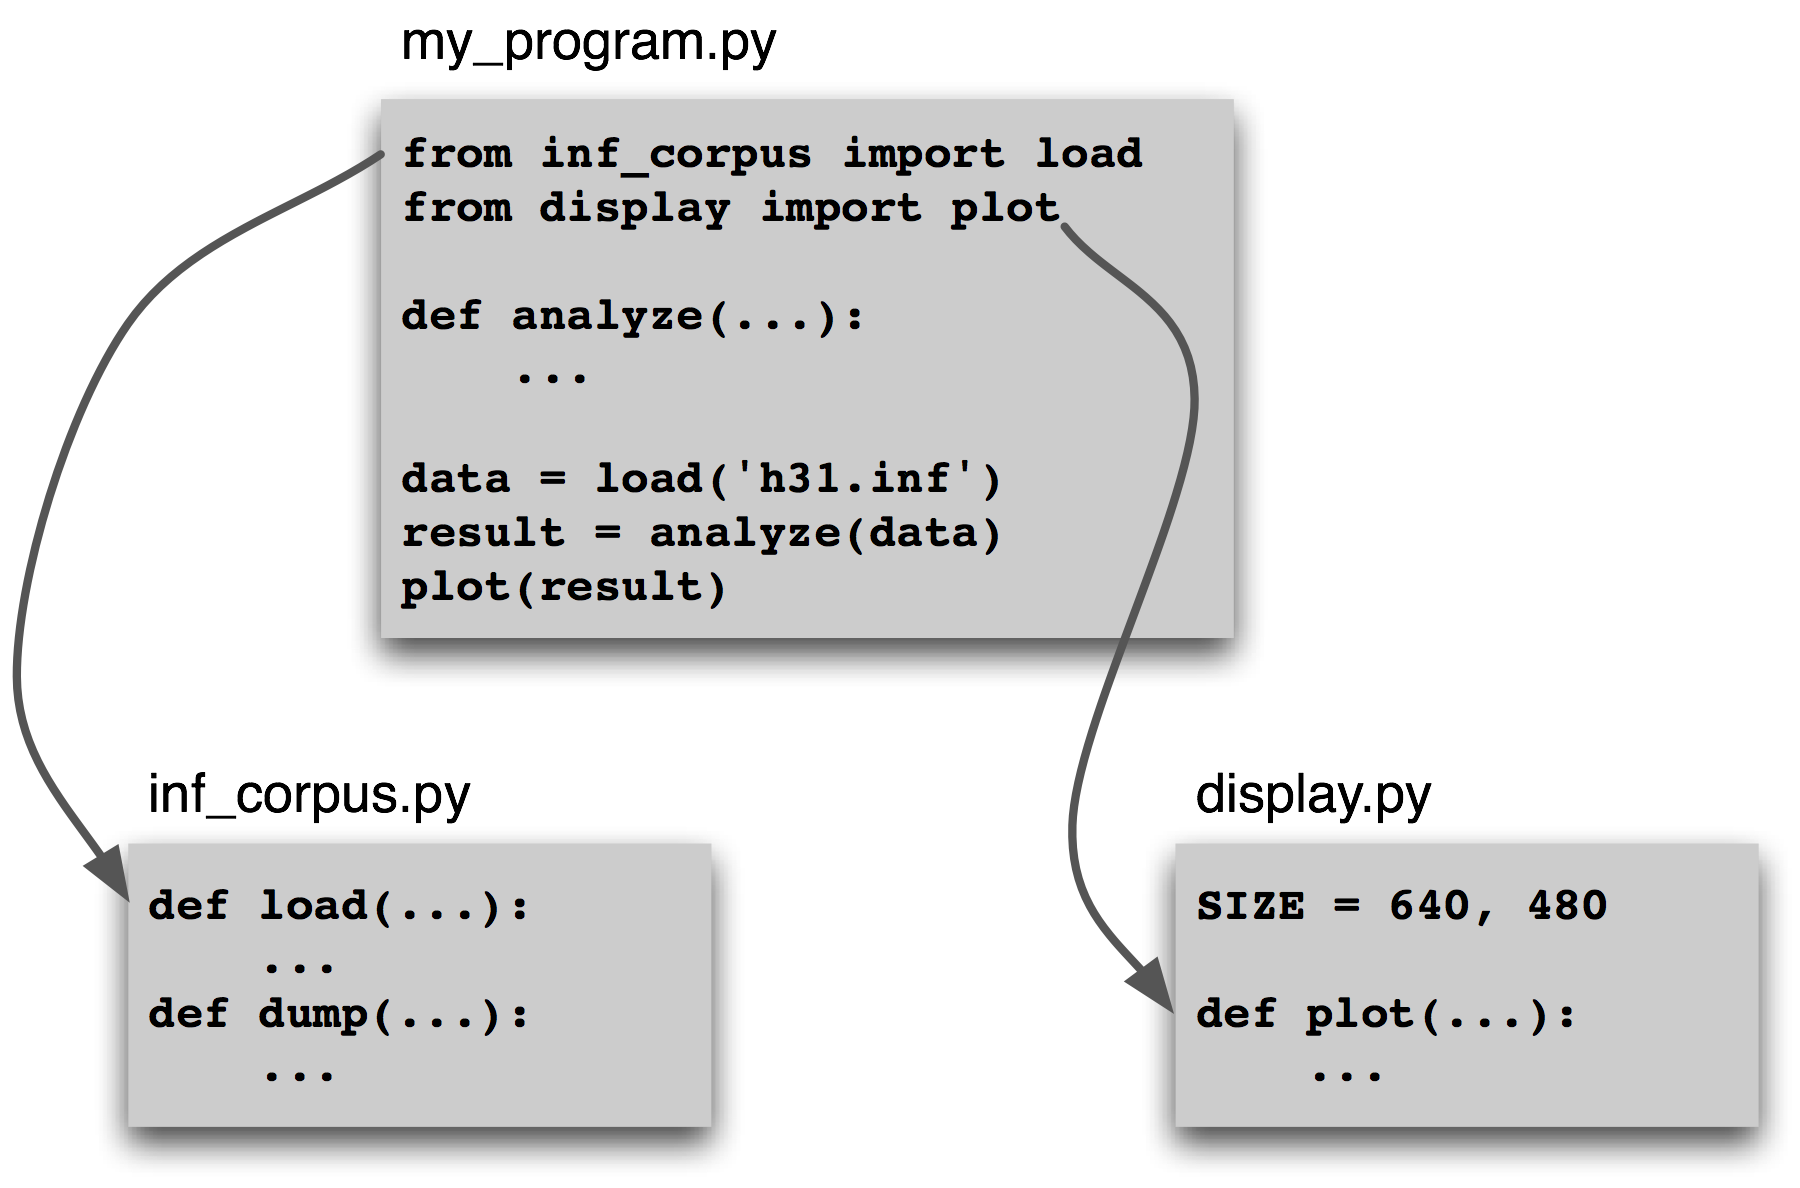 my_program.py
from inf_corpus import load
from display import plot
def analyze(...):
    ...
data = load('h31.inf')
result = analyze(data)
plot(result)
inf_corpus.py
def load(...):
    ...
def dump(...):
    ...
display.py
SIZE = 640, 480
def plot(...):
    ...